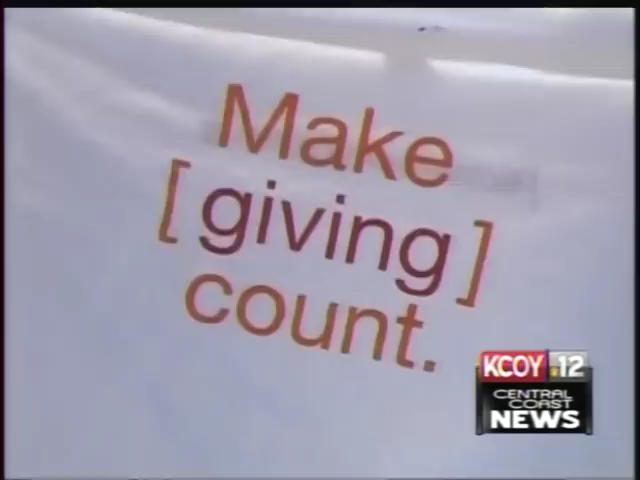 Make
[giving]
count.
KCOY 12
CENTRAL
COAST
NEWS